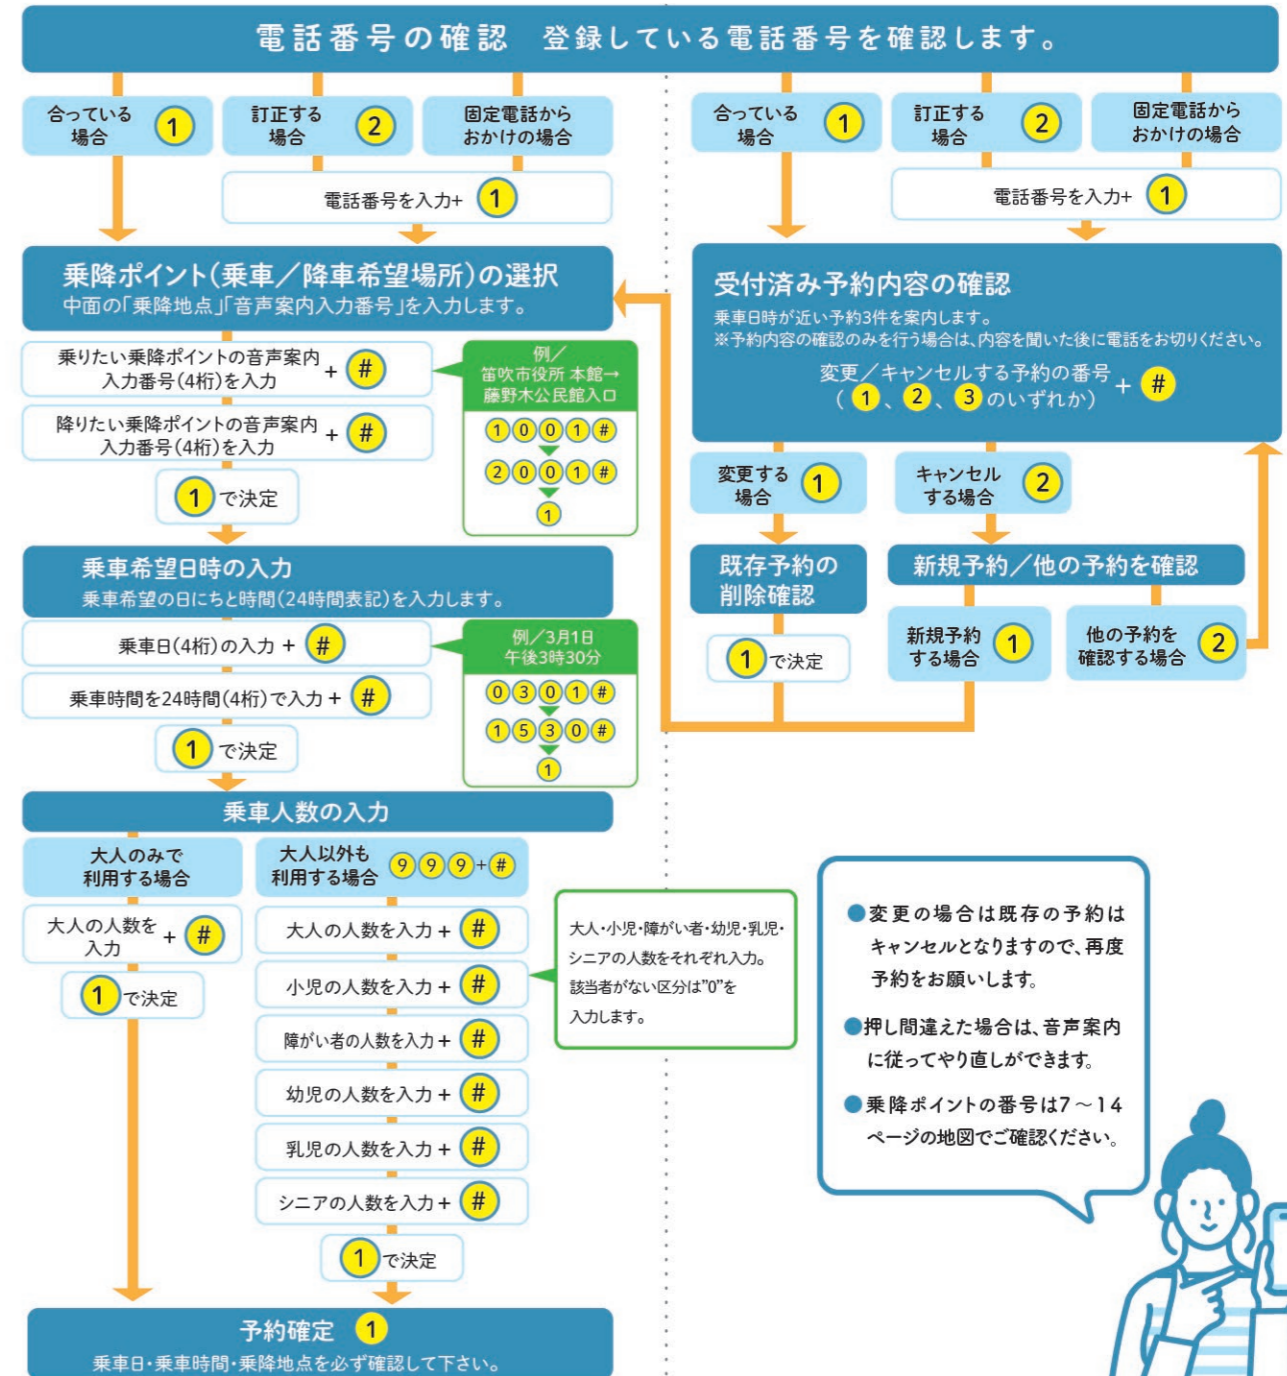 電話番号の確認 登録している電話番号を確認します。
合っている
場合 1
訂正する
場合 2
固定電話から
おかけの場合
電話番号を入力+ 1
乗降ポイント(乗車／降車希望場所)の選択
中面の「乗降地点」「音声案内入力番号」を入力します。
乗りたい乗降ポイントの音声案内
入力番号(4桁)を入力 + #
降りたい乗降ポイントの音声案内
入力番号(4桁)を入力 + #
1 で決定
例／
笛吹市役所 本館→
藤野木公民館入口
1 0 0 1 #
2 0 0 1 #
1
乗車希望日時の入力
乗車希望の日にちと時間(24時間表記)を入力します。
乗車日(4桁)の入力 + #
乗車時間を24時間(4桁)で入力 + #
1 で決定
例／3月1日
午後3時30分
0 3 0 1 #
1 5 3 0 #
1
乗車人数の入力
大人のみで
利用する場合
大人の人数を
入力 + #
1 で決定
大人以外も
利用する場合 9 9 9 + #
大人の人数を入力 + #
小児の人数を入力 + #
障がい者の人数を入力 + #
幼児の人数を入力 + #
乳児の人数を入力 + #
シニアの人数を入力 + #
1 で決定
大人・小児・障がい者・幼児・乳児・
シニアの人数をそれぞれ入力。
該当者がない区分は"0"を
入力します。
予約確定 1
乗車日・乗車時間・乗降地点を必ず確認して下さい。
合っている
場合 1
訂正する
場合 2
固定電話から
おかけの場合
電話番号を入力+ 1
受付済み予約内容の確認
乗車日時が近い予約3件を案内します。
※予約内容の確認のみを行う場合は、内容を聞いた後に電話をお切りください。
変更／キャンセルする予約の番号
( 1 、 2 、 3 のいずれか) + #
変更する
場合 1
キャンセル
する場合 2
既存予約の
削除確認
1 で決定
新規予約／他の予約を確認
新規予約
する場合 1
他の予約を
確認する場合 2
●変更の場合は既存の予約は
キャンセルとなりますので、再度
予約をお願いします。
●押し間違えた場合は、音声案内
に従ってやり直しができます。
●乗降ポイントの番号は7～14
ページの地図でご確認ください。